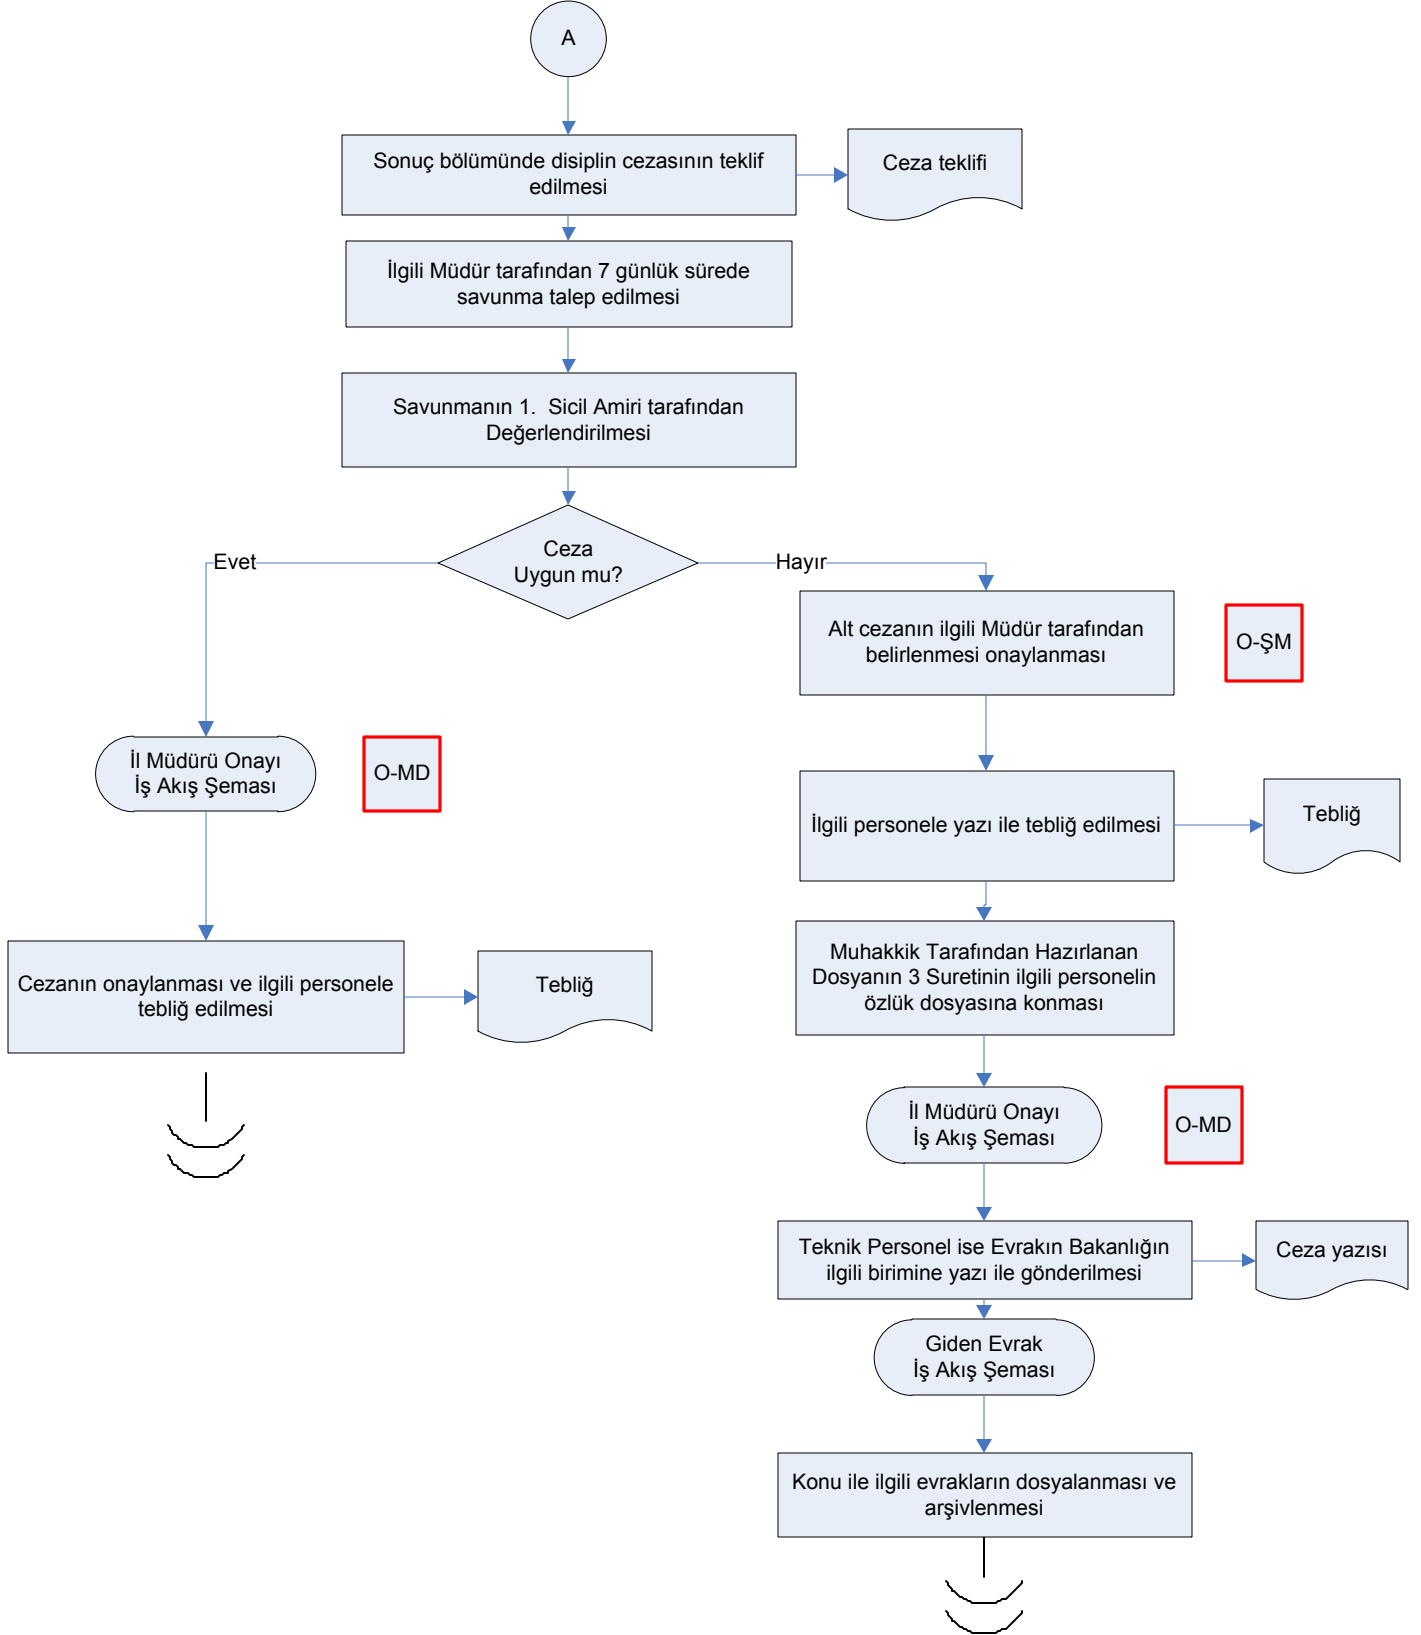 A
Sonuç bölümünde disiplin cezasının teklif
edilmesi
Ceza teklifi
İlgili Müdür tarafından 7 günlük sürede
savunma talep edilmesi
Savunmanın 1.  Sicil Amiri tarafından
Değerlendirilmesi
Ceza
Uygun mu?
Evet
Hayır
Alt cezanın ilgili Müdür tarafından
belirlenmesi onaylanması
O-ŞM
İl Müdürü Onayı
İş Akış Şeması
O-MD
İlgili personele yazı ile tebliğ edilmesi
Tebliğ
Cezanın onaylanması ve ilgili personele
tebliğ edilmesi
Tebliğ
Muhakkik Tarafından Hazırlanan
Dosyanın 3 Suretinin ilgili personelin
özlük dosyasına konması
İl Müdürü Onayı
İş Akış Şeması
O-MD
Teknik Personel ise Evrakın Bakanlığın
ilgili birimine yazı ile gönderilmesi
Ceza yazısı
Giden Evrak
İş Akış Şeması
Konu ile ilgili evrakların dosyalanması ve
arşivlenmesi